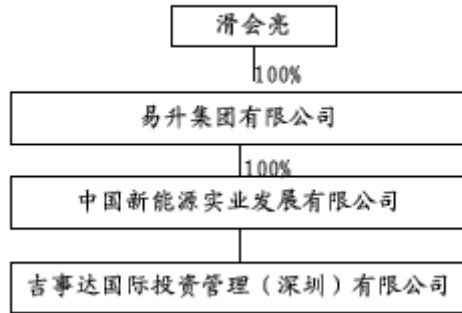 滑会亮
100%
易升集团有限公司
100%
中国新能源实业发展有限公司
吉事达国际投资管理（深圳）有限公司